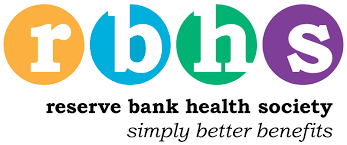 rbhs
reserve bank health society
simply better benefits